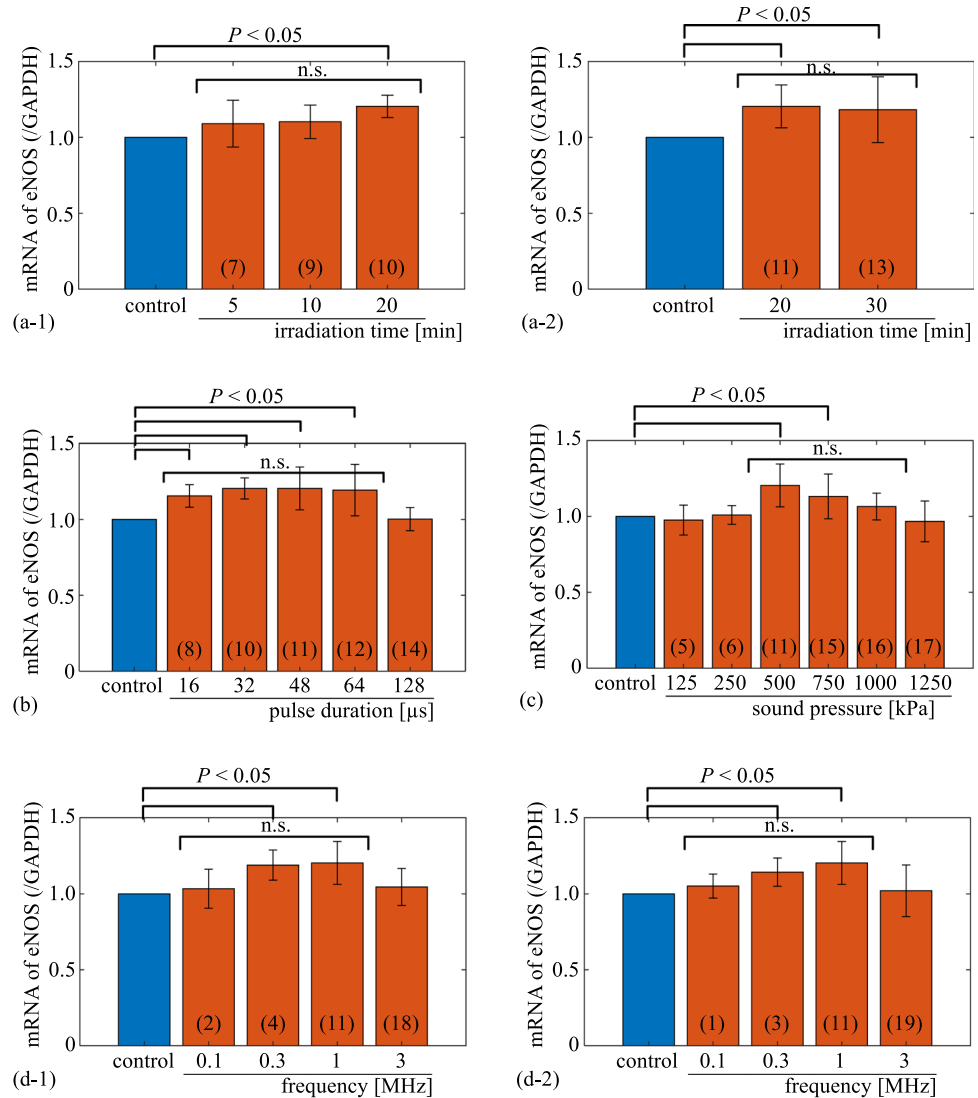 P < 0.05
n.s.
1.5
1.0
0.5
0
mRNA of eNOS (/GAPDH)
(7) (9) (10)
control 5 10 20
irradiation time [min]
(a-1)
P < 0.05
n.s.
1.5
1.0
0.5
0
mRNA of eNOS (/GAPDH)
(11) (13)
control 20 30
irradiation time [min]
(a-2)
P < 0.05
n.s.
1.5
1.0
0.5
0
mRNA of eNOS (/GAPDH)
(8) (10) (11) (12) (14)
control 16 32 48 64 128
pulse duration [µs]
(b)
P < 0.05
n.s.
1.5
1.0
0.5
0
mRNA of eNOS (/GAPDH)
(5) (6) (11) (15) (16) (17)
control 125 250 500 750 1000 1250
sound pressure [kPa]
(c)
P < 0.05
n.s.
1.5
1.0
0.5
0
mRNA of eNOS (/GAPDH)
(2) (4) (11) (18)
control 0.1 0.3 1 3
frequency [MHz]
(d-1)
P < 0.05
n.s.
1.5
1.0
0.5
0
mRNA of eNOS (/GAPDH)
(1) (3) (11) (19)
control 0.1 0.3 1 3
frequency [MHz]
(d-2)